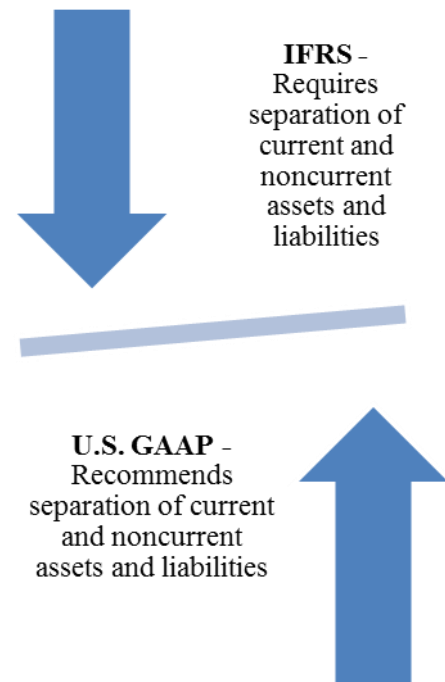 IFRS -
Requires
separation of
current and
noncurrent
assets and
liabilities
U.S. GAAP -
Recommends
separation of current
and noncurrent
assets and liabilities